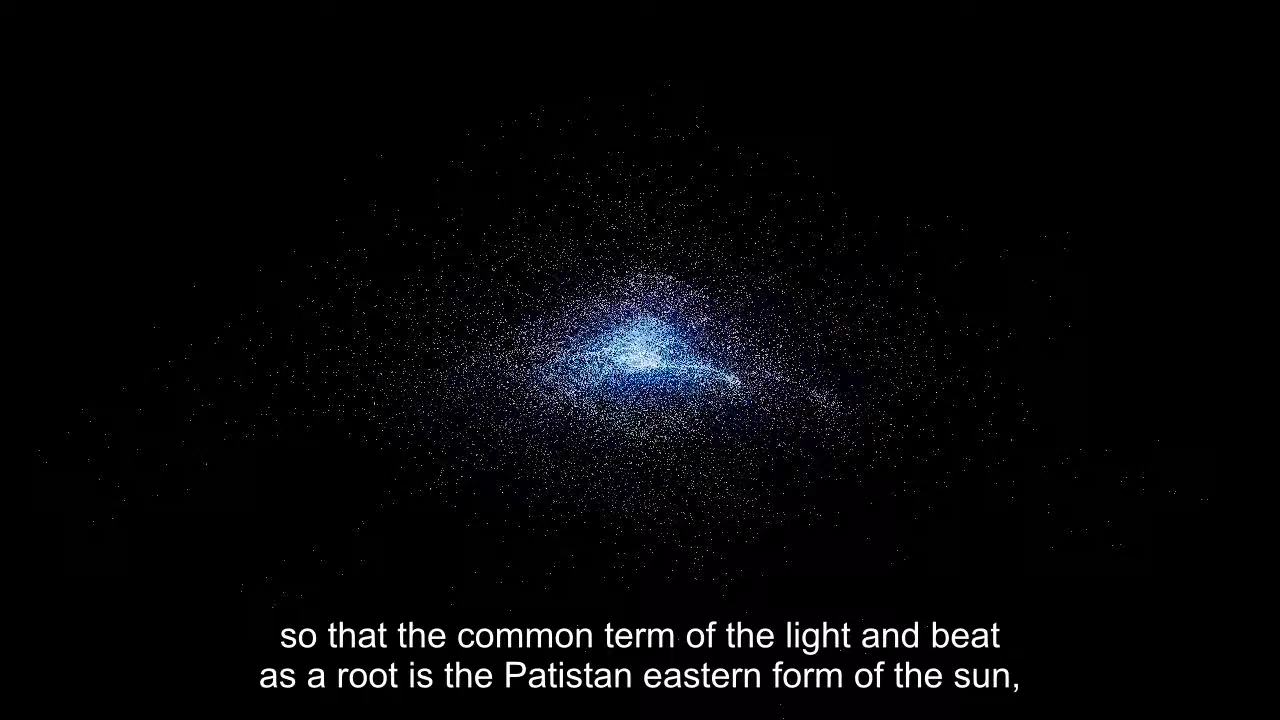 so that the common term of the light and beat
as a root is the Patistan eastern form of the sun,